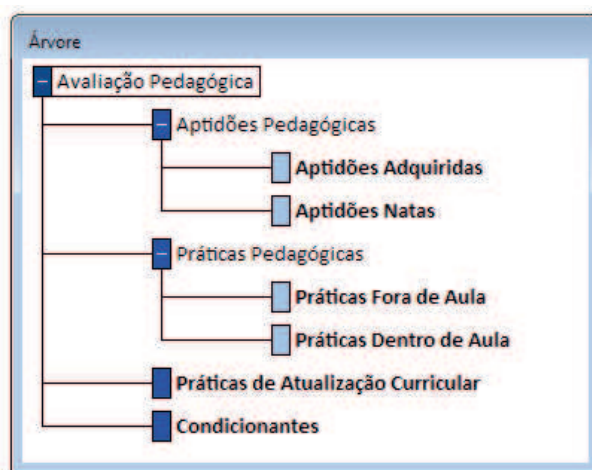 Árvore
Avaliação Pedagógica
Aptidões Pedagógicas
Aptidões Adquiridas
Aptidões Natas
Práticas Pedagógicas
Práticas Fora de Aula
Práticas Dentro de Aula
Práticas de Atualização Curricular
Condicionantes